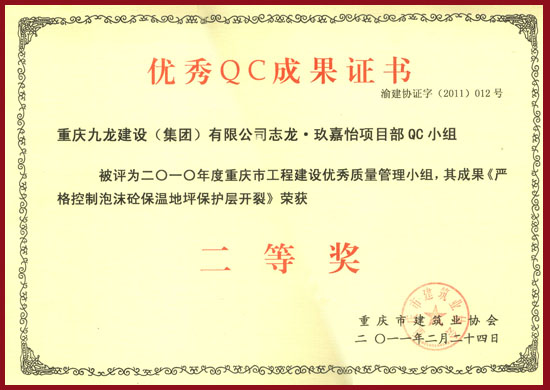 优秀QC成果证书
渝建协证字（2011）012号
重庆九龙建设（集团）有限公司志龙·玖嘉怡项目部QC小组
被评为二〇一〇年度重庆市工程建设优秀质量管理小组，其成果《严
格控制泡沫砼保温地坪保护层开裂》荣获
二等奖
重庆市建筑业协会
二〇一一年二月二十四日